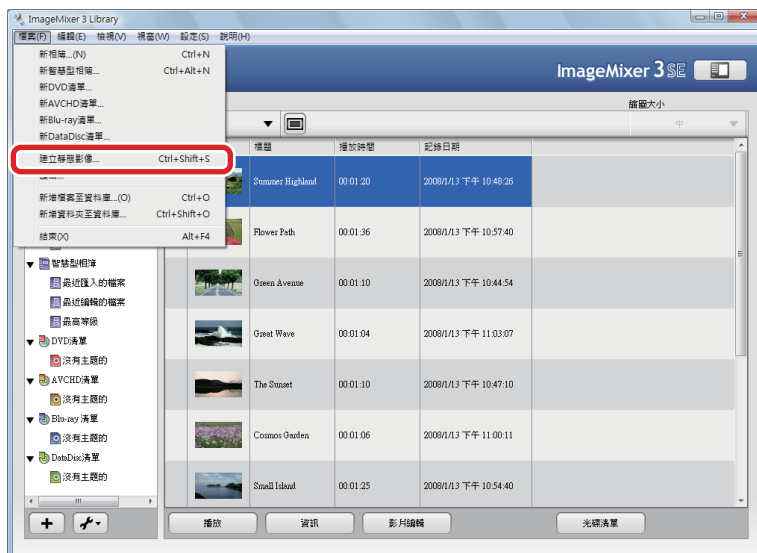 ImageMixer 3 Library
檔案(F) 編輯(E) 檢視(V) 視窗(W) 設定(S) 說明(H)
新相簿...(N) Ctrl+N
新智慧型相簿... Ctrl+Alt+N
新DVD清單...
新AVCHD清單...
新Blu-ray清單...
新DataDisc清單...
建立靜態影像... Ctrl+Shift+S
新增檔案至資料庫...(O) Ctrl+O
新增資料夾至資料庫... Ctrl+Shift+O
結束(X) Alt+F4
ImageMixer 3 SE
縮圖大小
中
標題 播放時間 記錄日期
Summer Highland 00:01:20 2008/1/13 下午 10:48:26
Flower Path 00:01:36 2008/1/13 下午 10:57:40
Green Avenue 00:01:10 2008/1/13 下午 10:44:54
Great Wave 00:01:04 2008/1/13 下午 11:03:07
The Sunset 00:01:10 2008/1/13 下午 10:47:10
Cosmos Garden 00:01:06 2008/1/13 下午 11:00:11
Small Island 00:01:25 2008/1/13 下午 10:54:40
智慧型相簿
最近匯入的檔案
最近編輯的檔案
最高等級
DVD清單
沒有主題的
AVCHD清單
沒有主題的
Blu-ray 清單
沒有主題的
DataDisc清單
沒有主題的
播放 資訊 影片編輯 光碟清單